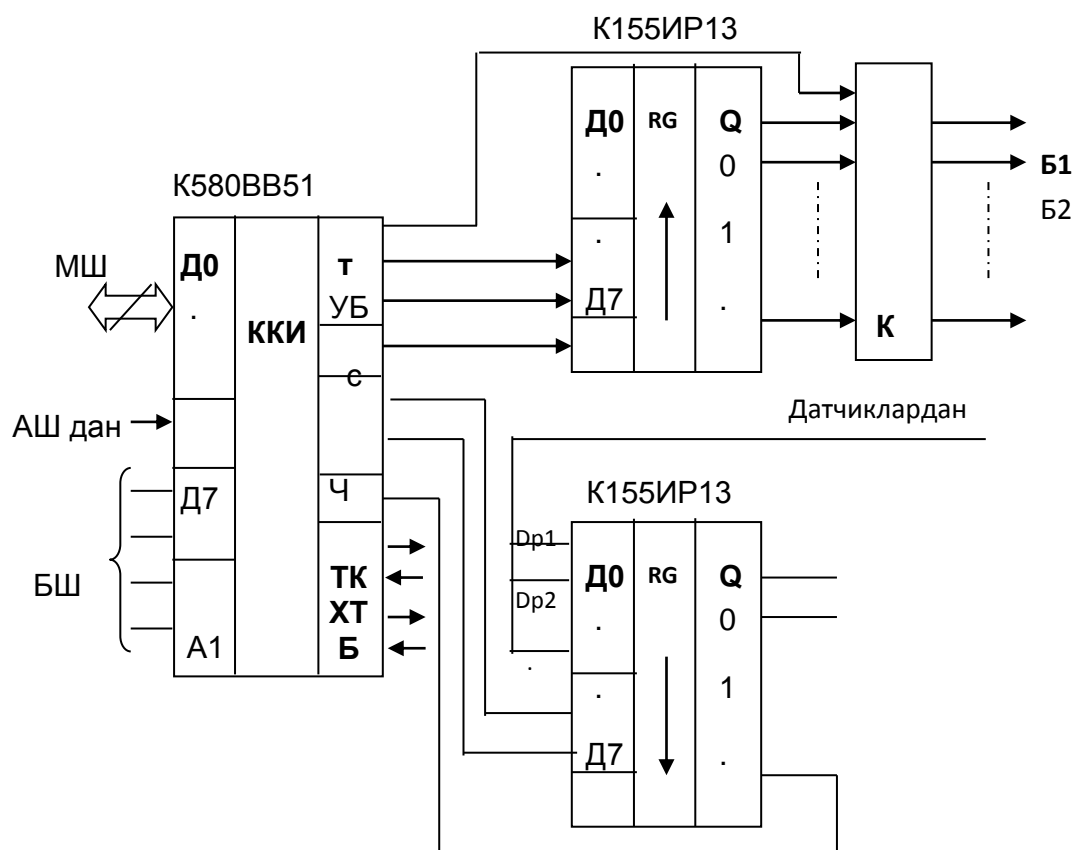 К155ИР13
Д0 RG Q
. 0
. 1
Д7 .
К
Б1
Б2
К580ВВ51
МШ
Д0
.
ККИ
т
УБ
с
АШ дан
Д7
Ч
БШ
ТК
ХТ
А1 Б
Датчиклардан
К155ИР13
Dp1
Д0 RG Q
Dp2
. 0
.
. 1
Д7 .